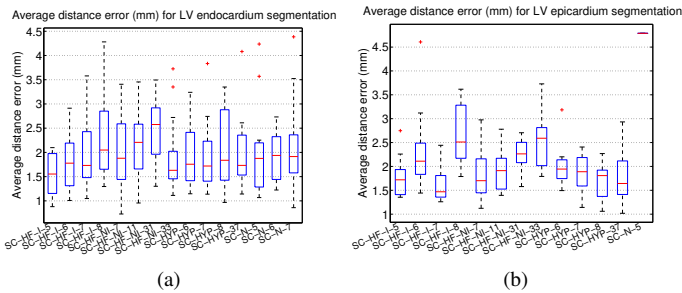 Average distance error (mm) for LV endocardium segmentation
Average distance error (mm)
4.5
4
3.5
3
2.5
2
1.5
1
0.5
SC−HF−I−5
SC−HF−I−6
SC−HF−I−7
SC−HF−I−8
SC−HF−NI−7
SC−HF−NI−11
SC−HF−NI−31
SC−HF−NI−33
SC−HYP−6
SC−HYP−7
SC−HYP−8
SC−HYP−37
SC−N−5
SC−N−6
SC−N−7
(a)
Average distance error (mm) for LV epicardium segmentation
Average distance error (mm)
4.5
4
3.5
3
2.5
2
1.5
1
SC−HF−I−5
SC−HF−I−6
SC−HF−I−7
SC−HF−I−8
SC−HF−NI−7
SC−HF−NI−11
SC−HF−NI−31
SC−HF−NI−33
SC−HYP−6
SC−HYP−7
SC−HYP−8
SC−HYP−37
SC−N−5
(b)